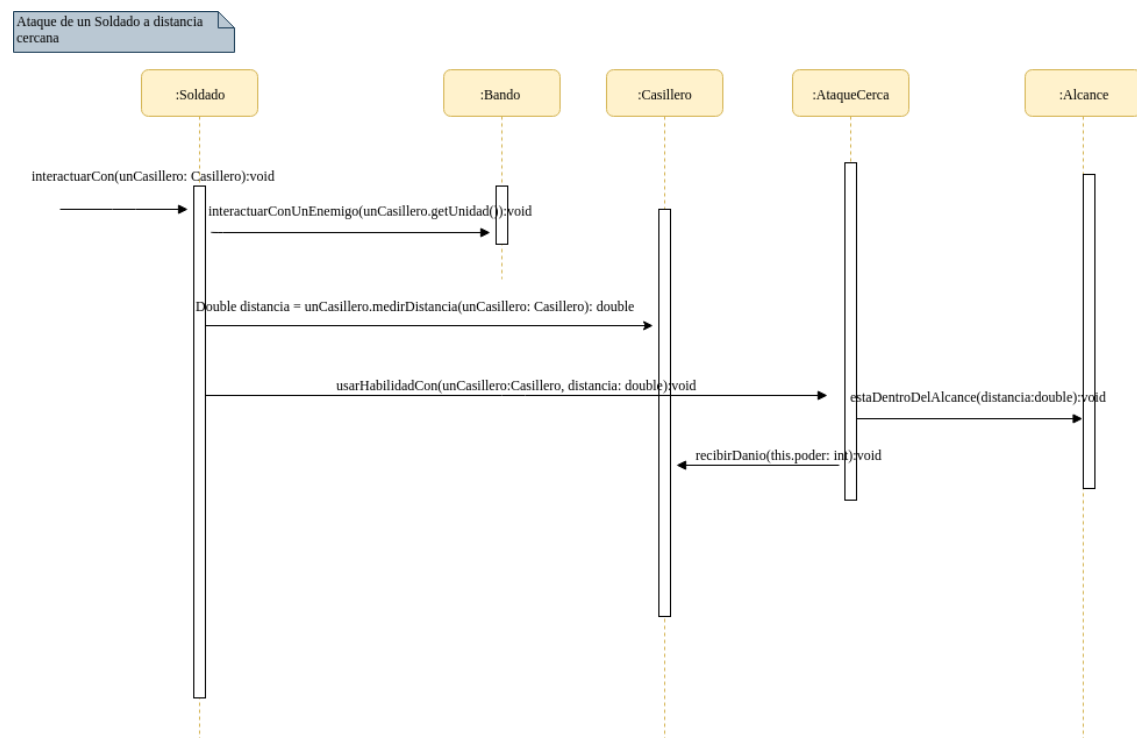 Ataque de un Soldado a distancia
cercana
:Soldado
:Bando
:Casillero
:AtaqueCerca
:Alcance
interactuarCon(unCasillero: Casillero):void
interactuarConUnEnemigo(unCasillero.getUnidad()):void
Double distancia = unCasillero.medirDistancia(unCasillero: Casillero): double
usarHabilidadCon(unCasillero:Casillero, distancia: double):void
estaDentroDelAlcance(distancia:double):void
recibirDanio(this.poder: int):void